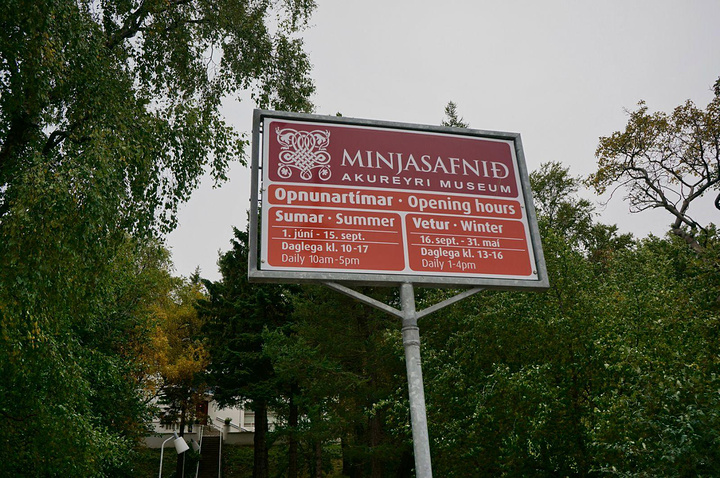 MINJASAFNIÐ
AKUREYRI MUSEUM
Opnunartímar · Opening hours
Sumar · Summer
1. júní - 15. sept.
Daglega kl. 10-17
Daily 10am-5pm
Vetur · Winter
16. sept. - 31. maí
Daglega kl. 13-16
Daily 1-4pm